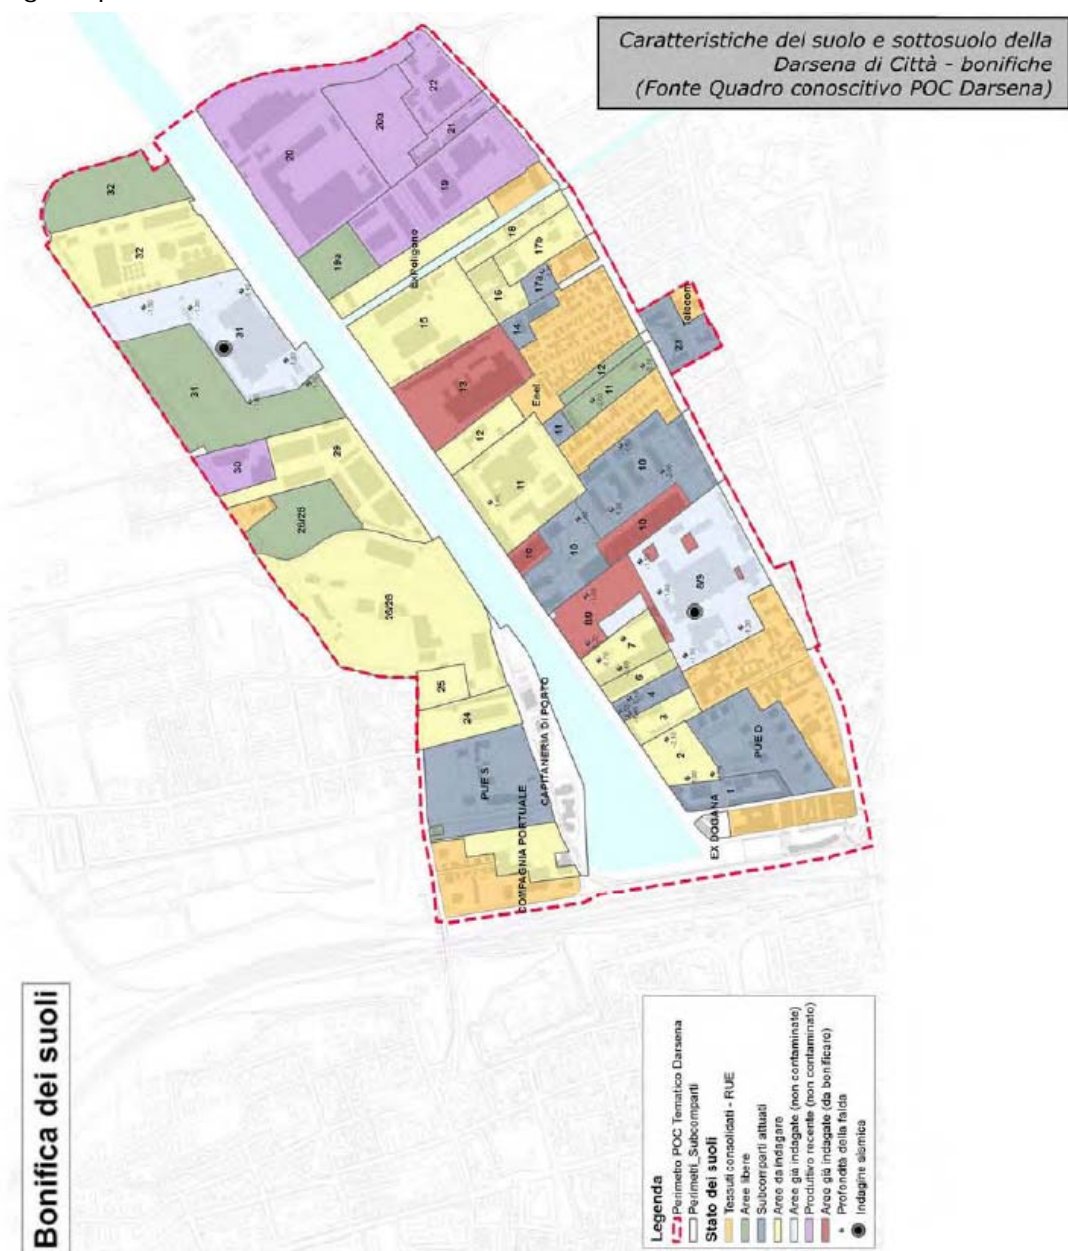 Caratteristiche del suolo e sottosuolo della
Darsena di Città - bonifiche
(Fonte Quadro conoscitivo POC Darsena)
Bonifica dei suoli
22
20a
21
20
19
19a
32
32
Ex Poligono
18
17b
17a
16
15
14
31
31
13
Enel
12
11
12
11
11
Telecom
23
30
29
28/26
10
10
10
10
8/9
8/9
7
6
4
3
2
1
25
24
PUE S
PUE D
CAPITANERIA DI PORTO
COMPAGNIA PORTUALE
EX DOGANA
Legenda
Perimetro POC Tematico Darsena
Perimetri_Subcomparti
Stato dei suoli
Tessuti consolidati - RUE
Aree libere
Subcomparti attuati
Aree da indagare
Aree già indagate (non contaminate)
Produttivo recente (non contaminato)
Aree già indagate (da bonificare)
Profondità della falda
Indagine sismica